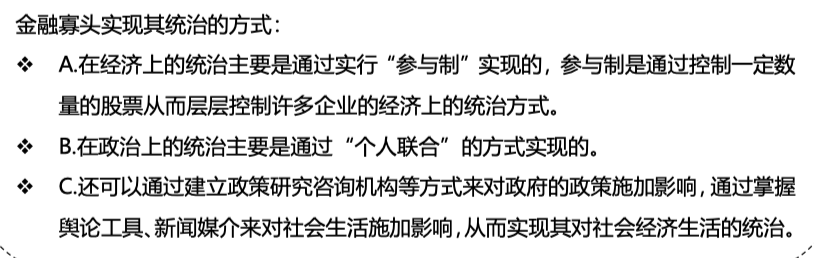 金融寡头实现其统治的方式：
❖ A.在经济上的统治主要是通过实行“参与制”实现的，参与制是通过控制一定数
量的股票从而层层控制许多企业的经济上的统治方式。
❖ B.在政治上的统治主要是通过“个人联合”的方式实现的。
❖ C.还可以通过建立政策研究咨询机构等方式来对政府的政策施加影响，通过掌握
舆论工具、新闻媒介来对社会生活施加影响，从而实现其对社会经济生活的统治。